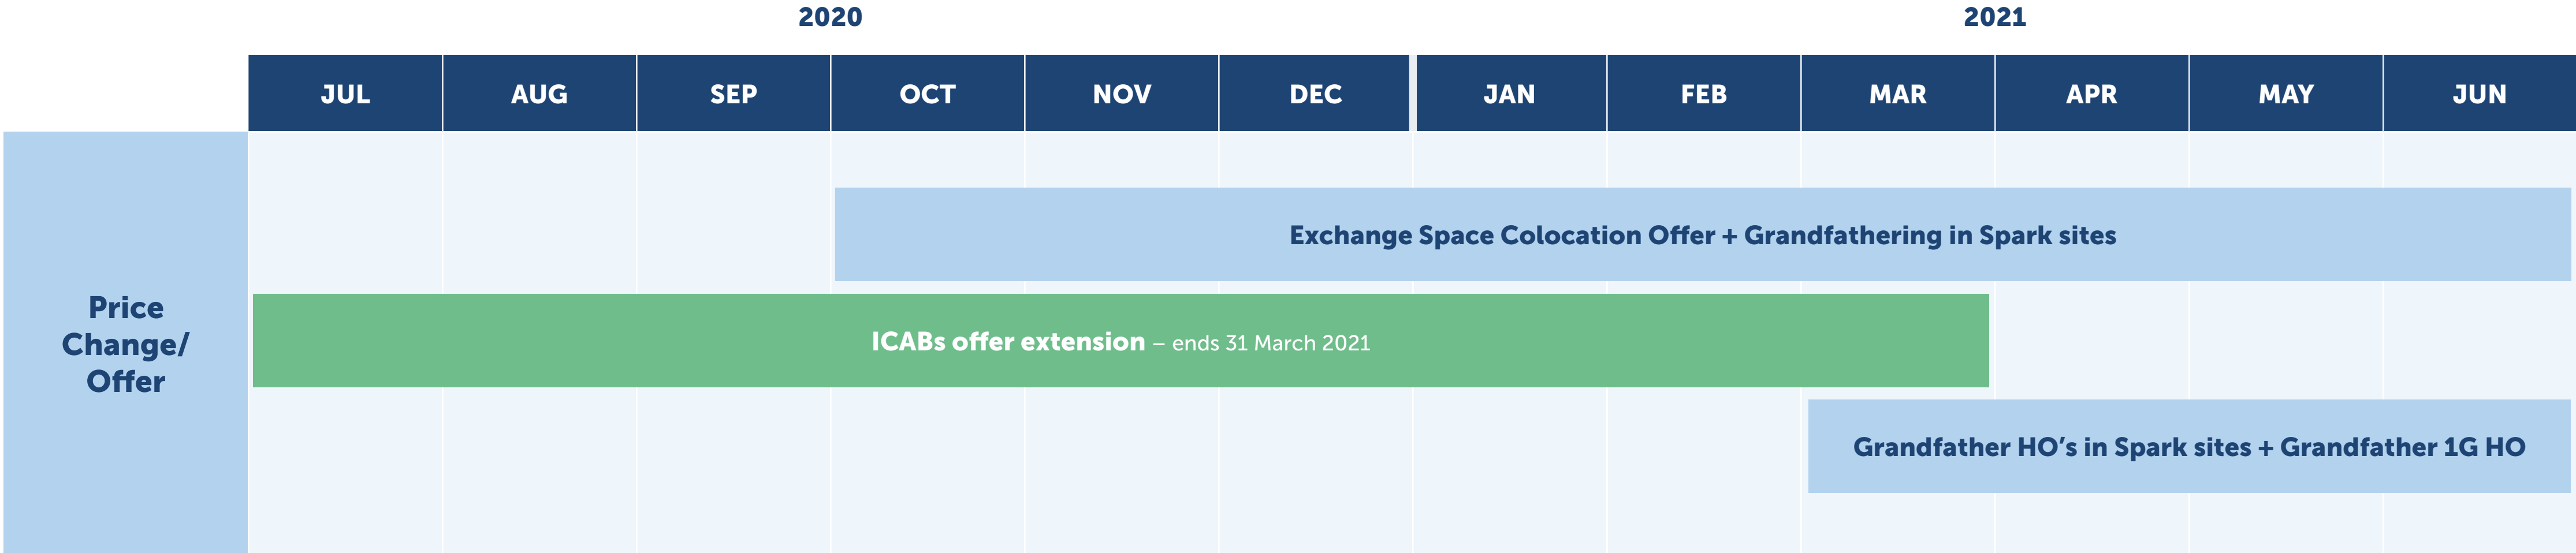 2020
2021
JUL
AUG
SEP
OCT
NOV
DEC
JAN
FEB
MAR
APR
MAY
JUN
Price
Change/
Offer
Exchange Space Colocation Offer + Grandfathering in Spark sites
ICABs offer extension – ends 31 March 2021
Grandfather HO’s in Spark sites + Grandfather 1G HO